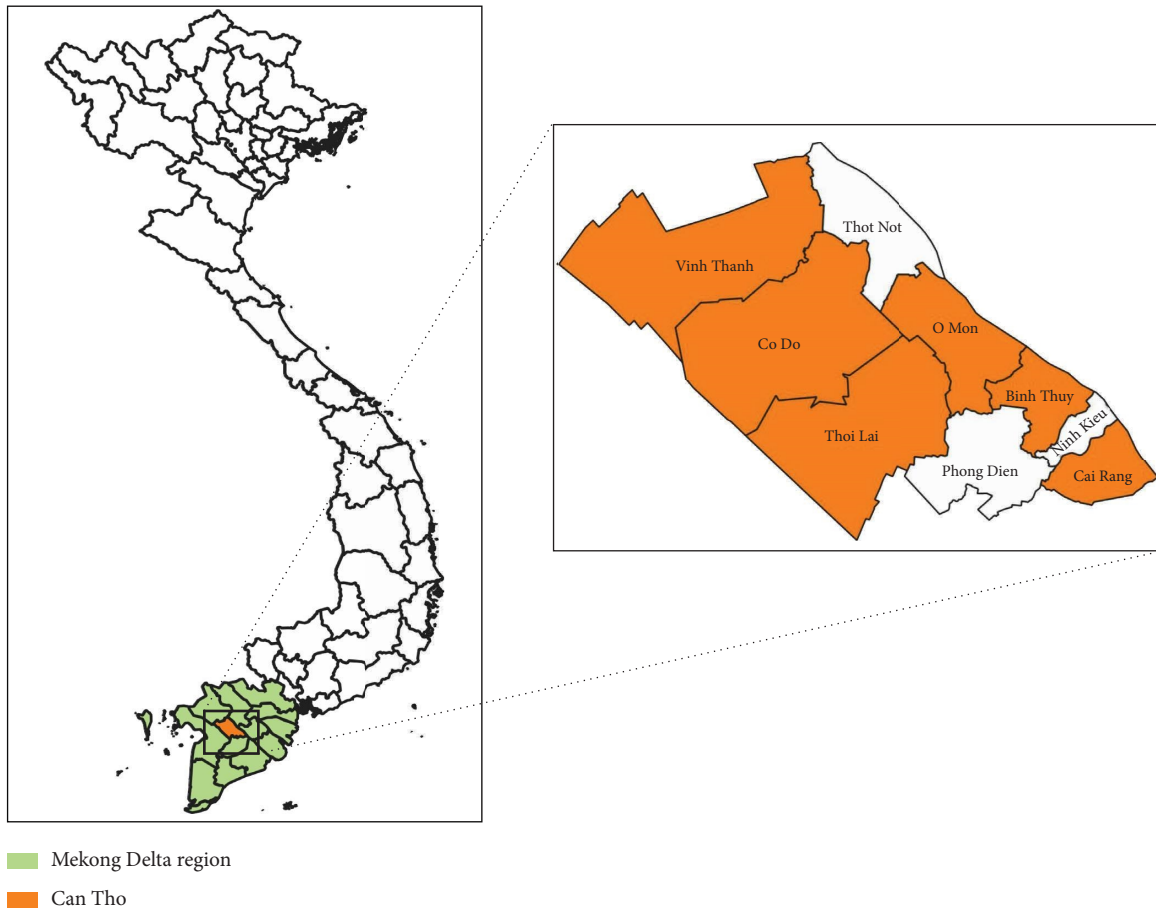 Thot Not
Vinh Thanh
O Mon
Co Do
Binh Thuy
Ninh Kieu
Thoi Lai
Phong Dien
Cai Rang
Mekong Delta region
Can Tho